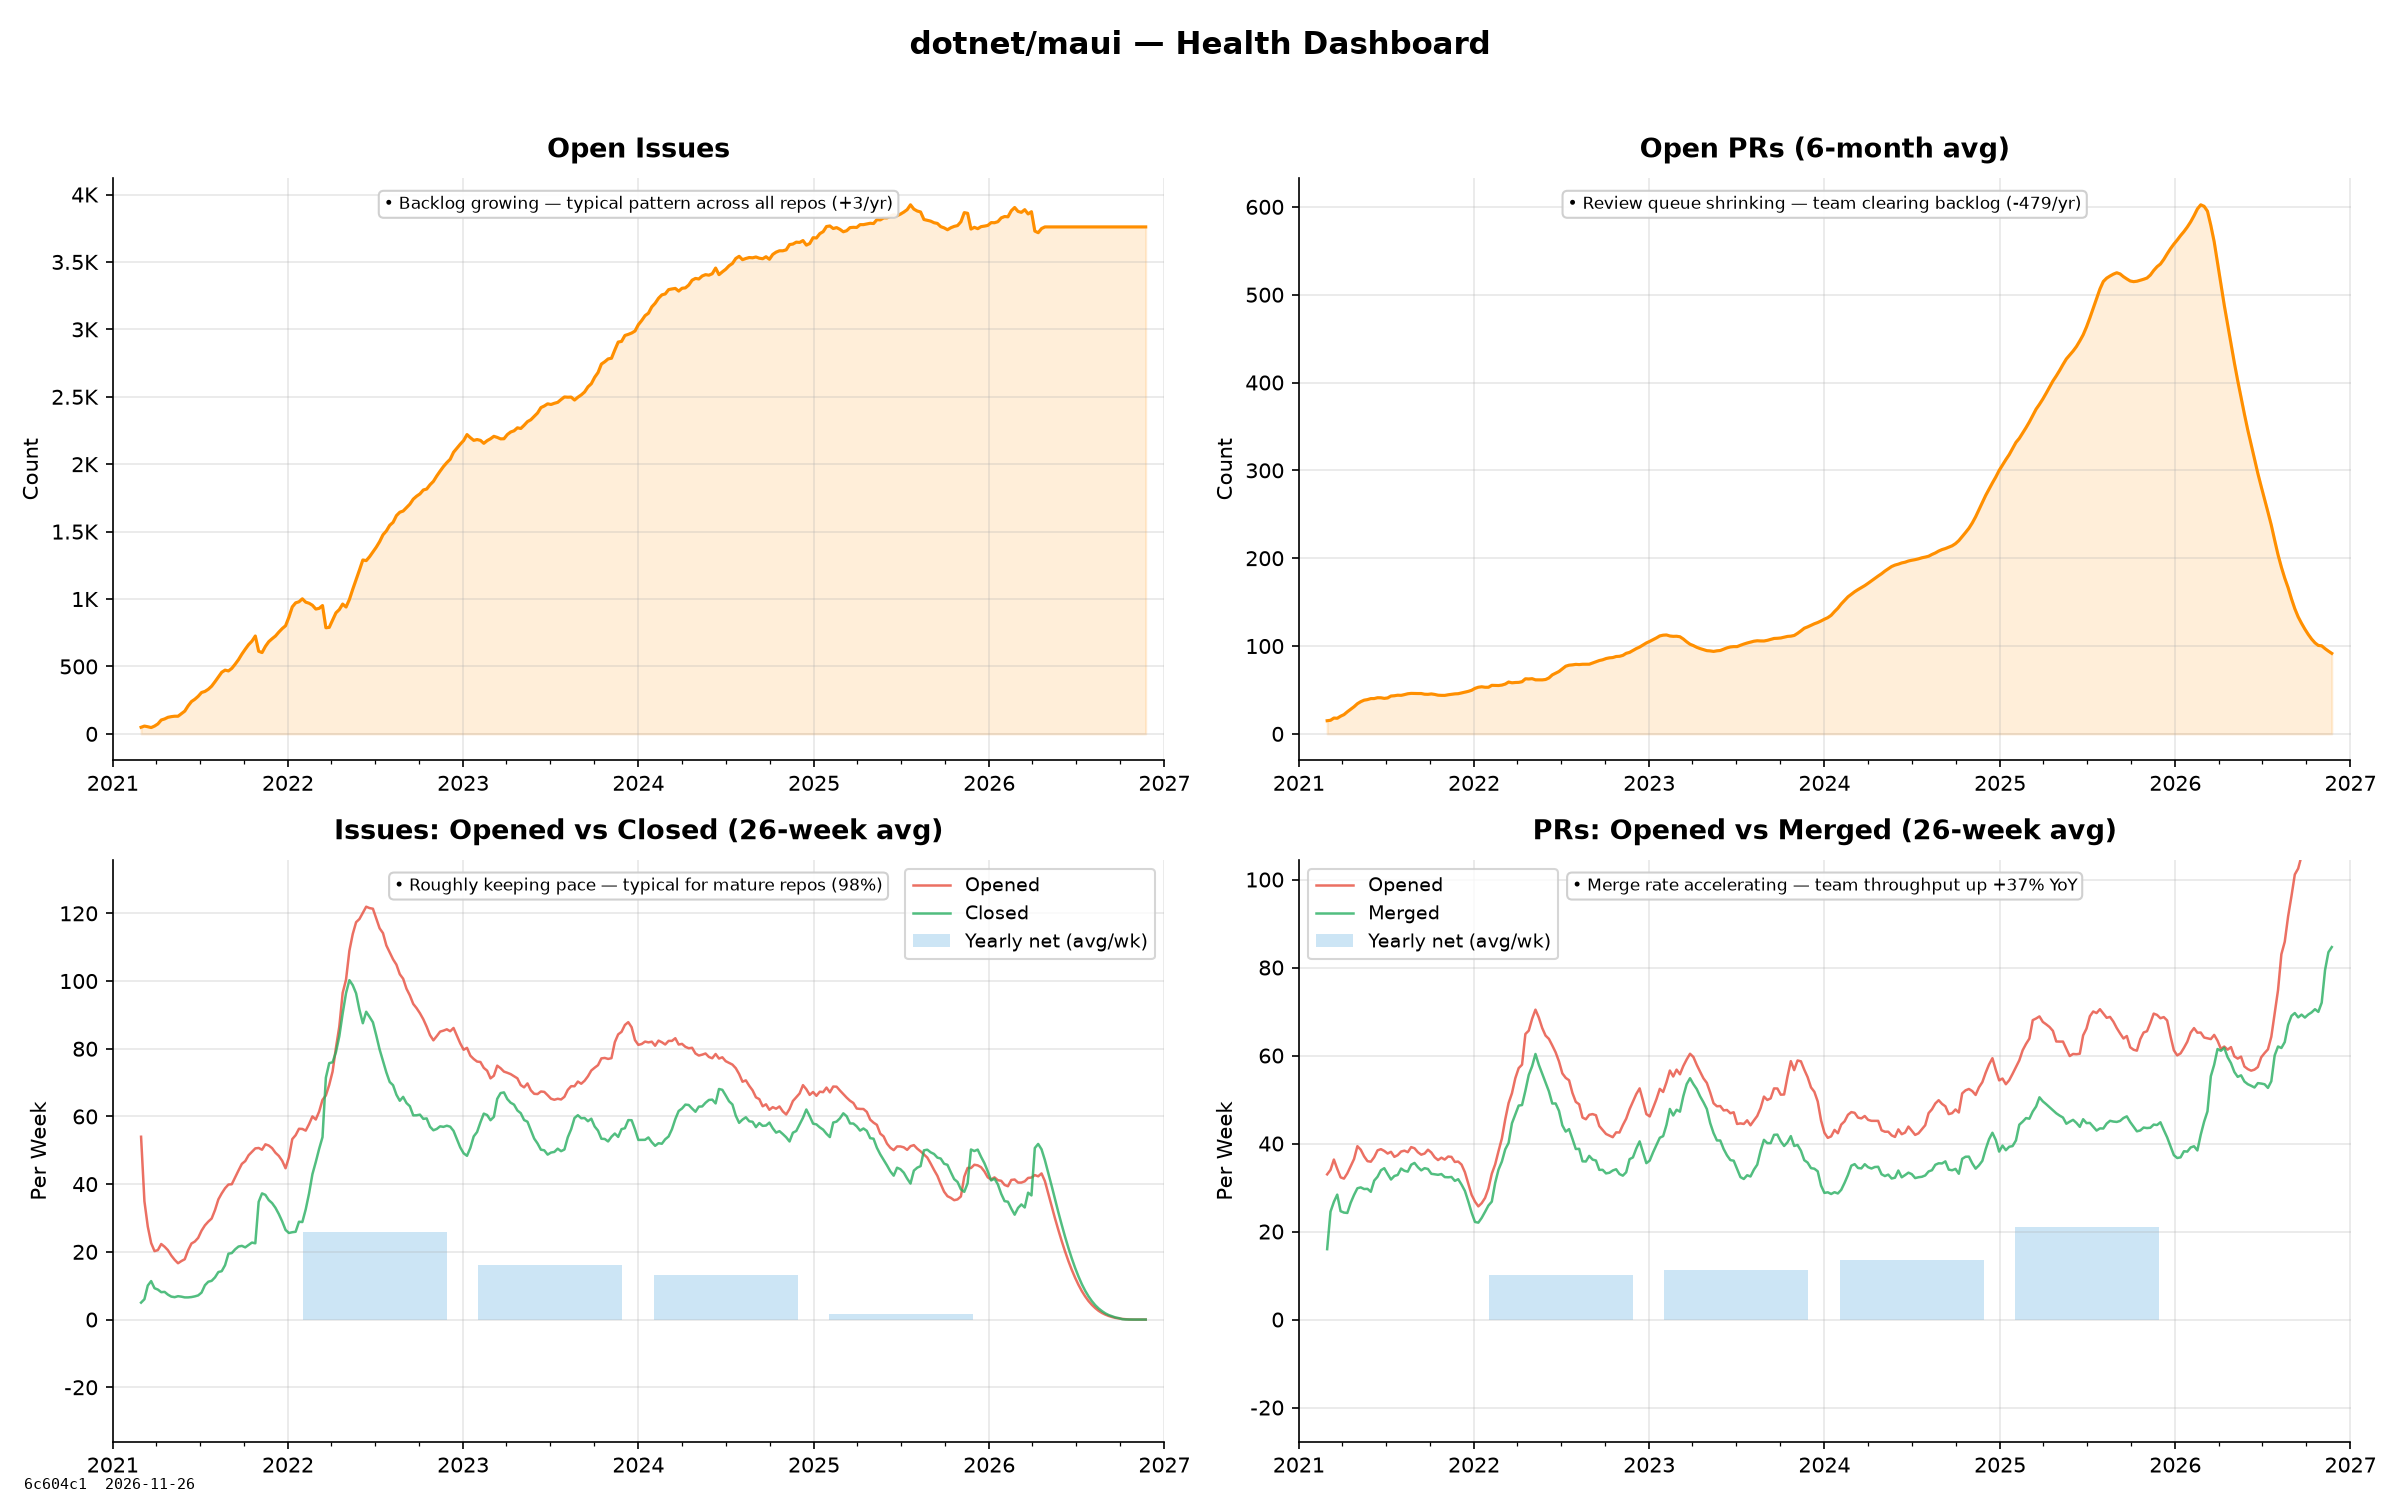 dotnet/maui — Health Dashboard
Open Issues
• Backlog growing — typical pattern across all repos (+3/yr)
Count
4K
3.5K
3K
2.5K
2K
1.5K
1K
500
0
2021 2022 2023 2024 2025 2026 2027
Open PRs (6-month avg)
• Review queue shrinking — team clearing backlog (-479/yr)
Count
600
500
400
300
200
100
0
2021 2022 2023 2024 2025 2026 2027
Issues: Opened vs Closed (26-week avg)
• Roughly keeping pace — typical for mature repos (98%)
Opened
Closed
Yearly net (avg/wk)
Per Week
120
100
80
60
40
20
0
-20
2021 2022 2023 2024 2025 2026 2027
PRs: Opened vs Merged (26-week avg)
Opened
Merged
Yearly net (avg/wk)
• Merge rate accelerating — team throughput up +37% YoY
Per Week
100
80
60
40
20
0
-20
2021 2022 2023 2024 2025 2026 2027
6c604c1 2026-11-26